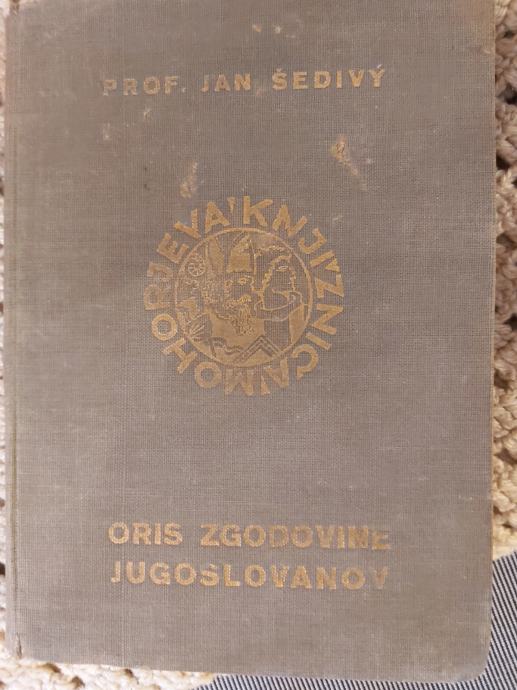 PROF. JAN ŠEDIVÝ
MOHORJEVA KNJIŽNICA
ORIS ZGODOVINE
JUGOSLOVANOV